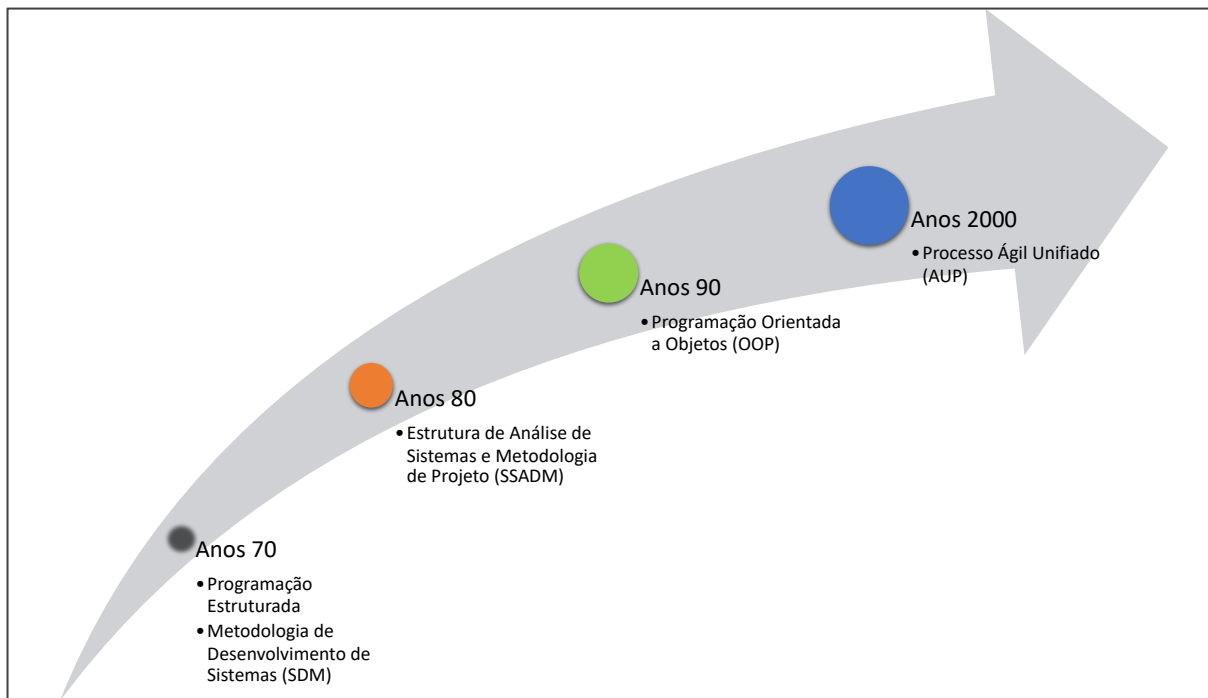 Anos 2000
• Processo Ágil Unifiado
(AUP)
Anos 90
• Programação Orientada
a Objetos (OOP)
Anos 80
• Estrutura de Análise de
Sistemas e Metodologia
de Projeto (SSADM)
Anos 70
• Programação
Estruturada
• Metodologia de
Desenvolvimento de
Sistemas (SDM)